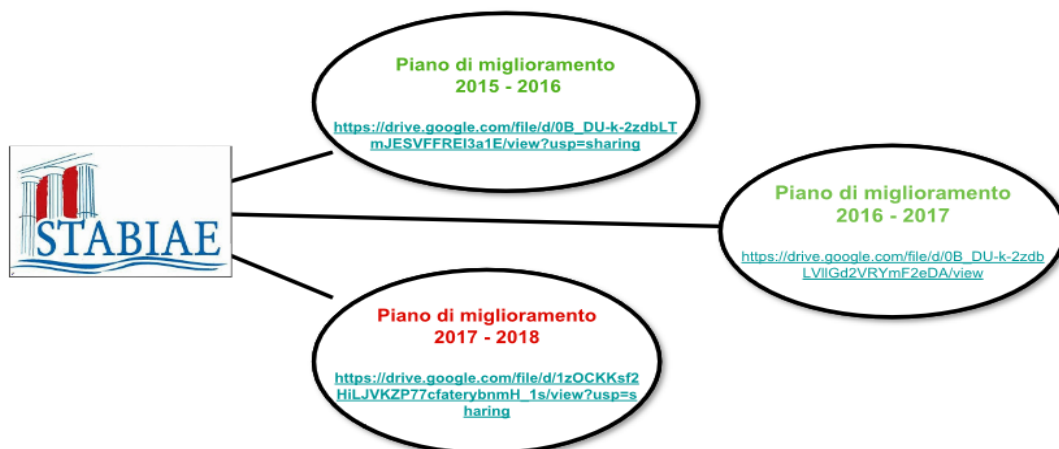 Piano di miglioramento
2015 - 2016
https://drive.google.com/file/d/0B_DU-k-2zdbLT
mJESVFFREI3a1E/view?usp=sharing
STABIAE
Piano di miglioramento
2016 - 2017
https://drive.google.com/file/d/0B_DU-k-2zdb
LVllGd2VRYmF2eDA/view
Piano di miglioramento
2017 - 2018
https://drive.google.com/file/d/1zOCKKsf2
HiLJVKZP77cfaterybnmH_1s/view?usp=s
haring